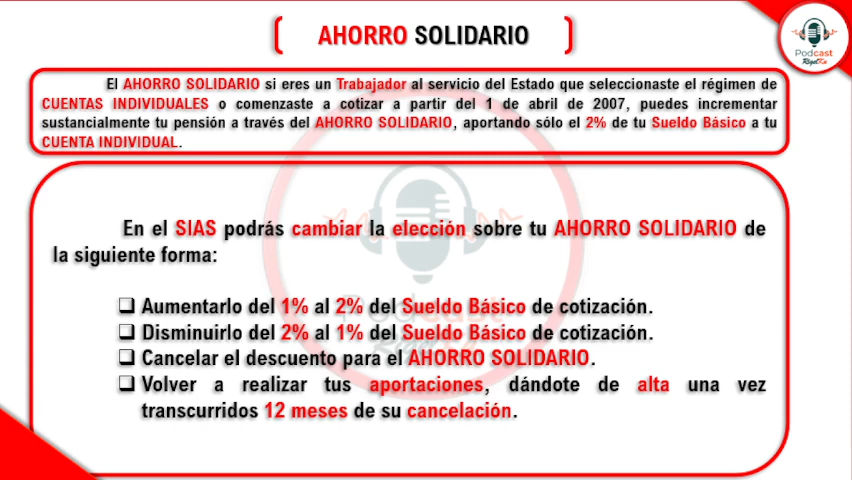 AHORRO SOLIDARIO
Podcast
RigelRu
El AHORRO SOLIDARIO si eres un Trabajador al servicio del Estado que seleccionaste el régimen de
CUENTAS INDIVIDUALES o comenzaste a cotizar a partir del 1 de abril de 2007, puedes incrementar
sustancialmente tu pensión a través del AHORRO SOLIDARIO, aportando sólo el 2% de tu Sueldo Básico a tu
CUENTA INDIVIDUAL.
En el SIAS podrás cambiar la elección sobre tu AHORRO SOLIDARIO de
la siguiente forma:
❑ Aumentarlo del 1% al 2% del Sueldo Básico de cotización.
❑ Disminuirlo del 2% al 1% del Sueldo Básico de cotización.
❑ Cancelar el descuento para el AHORRO SOLIDARIO.
❑ Volver a realizar tus aportaciones, dándote de alta una vez
transcurridos 12 meses de su cancelación.